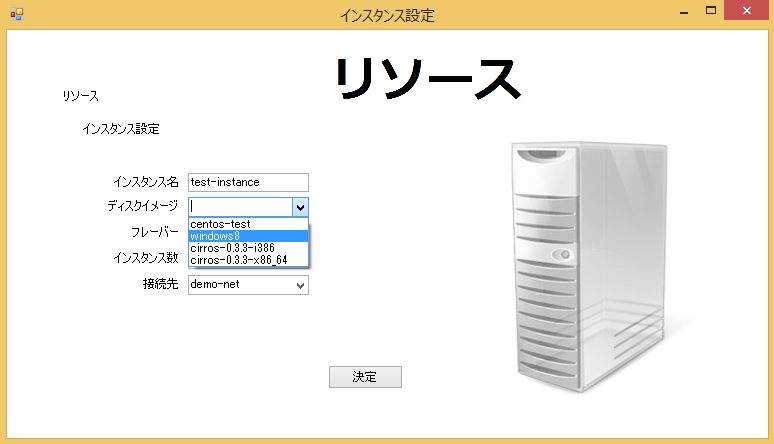 インスタンス設定
リソース
リソース
インスタンス設定
インスタンス名 test-instance
ディスクイメージ
centos-test
フレーバー windows8
cirros-0.3.3-i386
インスタンス数 cirros-0.3.3-x86_64
接続先 demo-net
決定